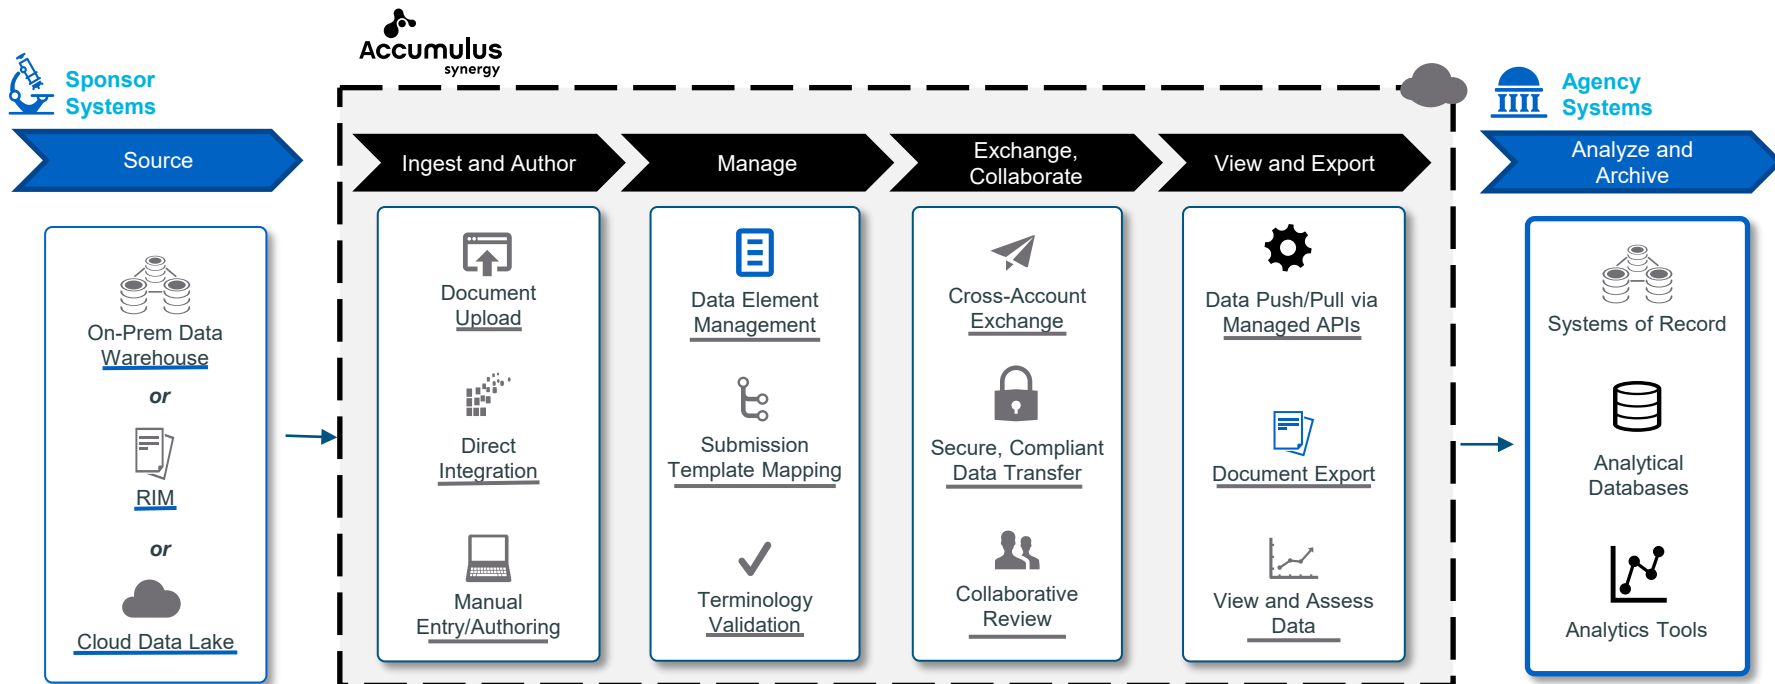 Accumulus
synergy
Sponsor
Systems
Agency
Systems
Source
Ingest and Author
Manage
Exchange,
Collaborate
View and Export
Analyze and
Archive
On-Prem Data
Warehouse
or
RIM
or
Cloud Data Lake
Document
Upload
Direct
Integration
Manual
Entry/Authoring
Data Element
Management
Submission
Template Mapping
Terminology
Validation
Cross-Account
Exchange
Secure, Compliant
Data Transfer
Collaborative
Review
Data Push/Pull via
Managed APIs
Document Export
View and Assess
Data
Systems of Record
Analytical
Databases
Analytics Tools